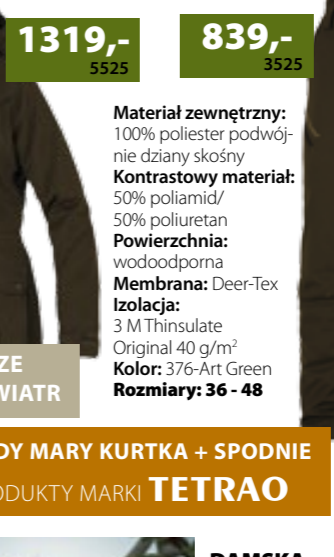 1319,-
5525
839,-
3525
Materiał zewnętrzny:
100% poliester podwój-
nie dziany skośny
Kontrastowy materiał:
50% poliamid/
50% poliuretan
Powierzchnia:
wodoodporna
Membrana: Deer-Tex
Izolacja:
3 M Thinsulate
Original 40 g/m²
Kolor: 376-Art Green
Rozmiary: 36 - 48
ZE
WIATR
DY MARY KURTKA + SPODNIE
ODUKTY MARKI TETRAO
DAMSKA